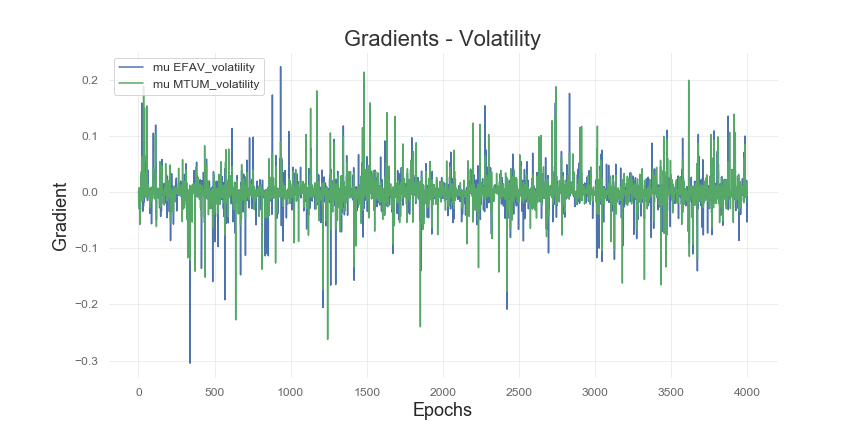 Gradients - Volatility
mu EFAV_volatility
mu MTUM_volatility
0.2
0.1
0.0
−0.1
−0.2
−0.3
Gradient
0 500 1000 1500 2000 2500 3000 3500 4000
Epochs